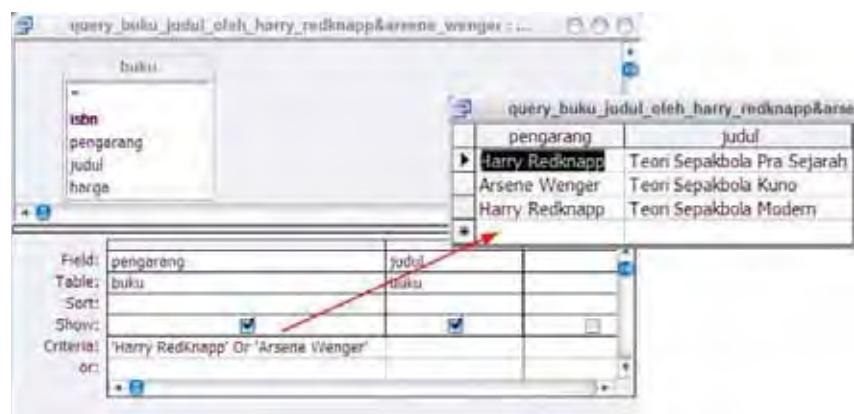 query_buku_judul_oleh_harry_redknapp&arsene_wenger : ...
buku
*
isbn
pengarang
judul
harga
query_buku_judul_oleh_harry_redknapp&arse
pengarang judul
Harry Redknapp Teori Sepakbola Pra Sejarah
Arsene Wenger Teori Sepakbola Kuno
Harry Redknapp Teori Sepakbola Modern
Field: pengarang judul
Table: buku buku
Sort:
Show:
Criteria: 'Harry RedKnapp' Or 'Arsene Wenger'
or: